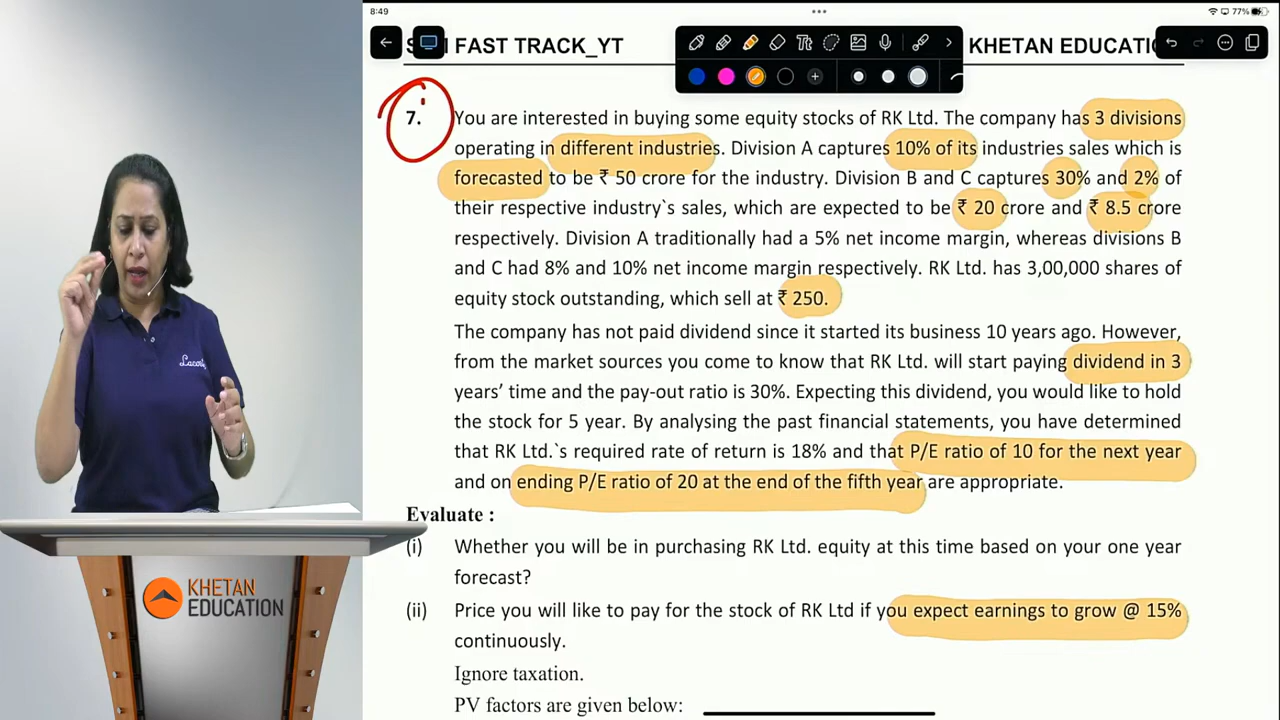 8:49
77%
FAST TRACK_YT
KHETAN EDUCATIO
7. You are interested in buying some equity stocks of RK Ltd. The company has 3 divisions
operating in different industries. Division A captures 10% of its industries sales which is
forecasted to be ₹ 50 crore for the industry. Division B and C captures 30% and 2% of
their respective industry`s sales, which are expected to be ₹ 20 crore and ₹ 8.5 crore
respectively. Division A traditionally had a 5% net income margin, whereas divisions B
and C had 8% and 10% net income margin respectively. RK Ltd. has 3,00,000 shares of
equity stock outstanding, which sell at ₹ 250.
The company has not paid dividend since it started its business 10 years ago. However,
from the market sources you come to know that RK Ltd. will start paying dividend in 3
years’ time and the pay-out ratio is 30%. Expecting this dividend, you would like to hold
the stock for 5 year. By analysing the past financial statements, you have determined
that RK Ltd.`s required rate of return is 18% and that P/E ratio of 10 for the next year
and on ending P/E ratio of 20 at the end of the fifth year are appropriate.
Evaluate :
(i) Whether you will be in purchasing RK Ltd. equity at this time based on your one year
forecast?
(ii) Price you will like to pay for the stock of RK Ltd if you expect earnings to grow @ 15%
continuously.
Ignore taxation.
PV factors are given below:
KHETAN
EDUCATION